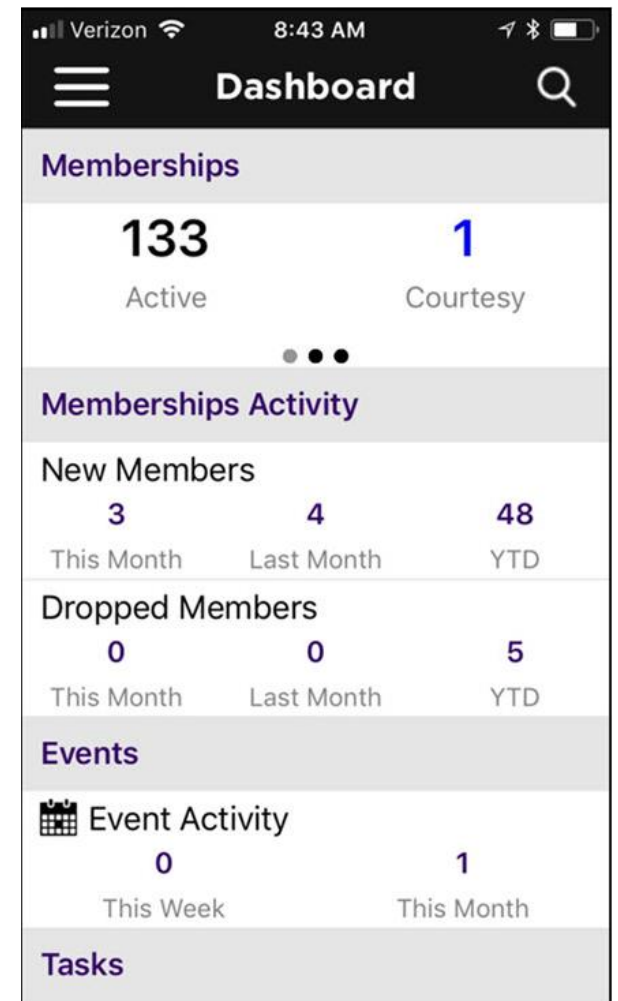 Verizon 8:43 AM
Dashboard
Memberships
133 1
Active Courtesy
Memberships Activity
New Members
3 4 48
This Month Last Month YTD
Dropped Members
0 0 5
This Month Last Month YTD
Events
Event Activity
0 1
This Week This Month
Tasks